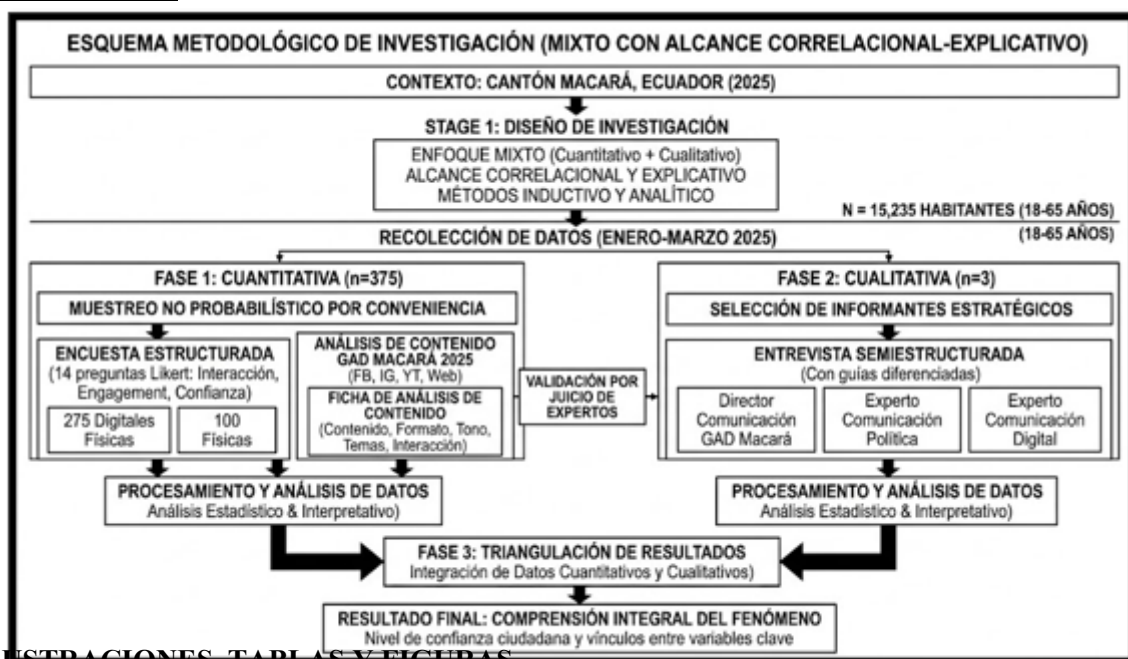 ESQUEMA METODOLÓGICO DE INVESTIGACIÓN (MIXTO CON ALCANCE CORRELACIONAL-EXPLICATIVO)
CONTEXTO: CANTÓN MACARÁ, ECUADOR (2025)
STAGE 1: DISEÑO DE INVESTIGACIÓN
ENFOQUE MIXTO (Cuantitativo + Cualitativo)
ALCANCE CORRELACIONAL Y EXPLICATIVO
MÉTODOS INDUCTIVO Y ANALÍTICO
N = 15,235 HABITANTES (18-65 AÑOS)
(18-65 AÑOS)
RECOLECCIÓN DE DATOS (ENERO-MARZO 2025)
FASE 1: CUANTITATIVA (n=375)
MUESTREO NO PROBABILÍSTICO POR CONVENIENCIA
ENCUESTA ESTRUCTURADA
(14 preguntas Likert: Interacción,
Engagement, Confianza)
275 Digitales
Físicas
100
Físicas
ANÁLISIS DE CONTENIDO
GAD MACARÁ 2025
(FB, IG, YT, Web)
FICHA DE ANÁLISIS DE
CONTENIDO
(Contenido, Formato, Tono,
Temas, Interacción)
VALIDACIÓN POR
JUICIO DE
EXPERTOS
FASE 2: CUALITATIVA (n=3)
SELECCIÓN DE INFORMANTES ESTRATÉGICOS
ENTREVISTA SEMIESTRUCTURADA
(Con guías diferenciadas)
Director
Comunicación
GAD Macará
Experto
Comunicación
Política
Experto
Comunicación
Digital
PROCESAMIENTO Y ANÁLISIS DE DATOS
Análisis Estadístico & Interpretativo)
PROCESAMIENTO Y ANÁLISIS DE DATOS
Análisis Estadístico & Interpretativo)
FASE 3: TRIANGULACIÓN DE RESULTADOS
Integración de Datos Cuantitativos y Cualitativos)
RESULTADO FINAL: COMPRENSIÓN INTEGRAL DEL FENÓMENO
Nivel de confianza ciudadana y vínculos entre variables clave
USTRACIONES, TABLAS Y FIGURAS